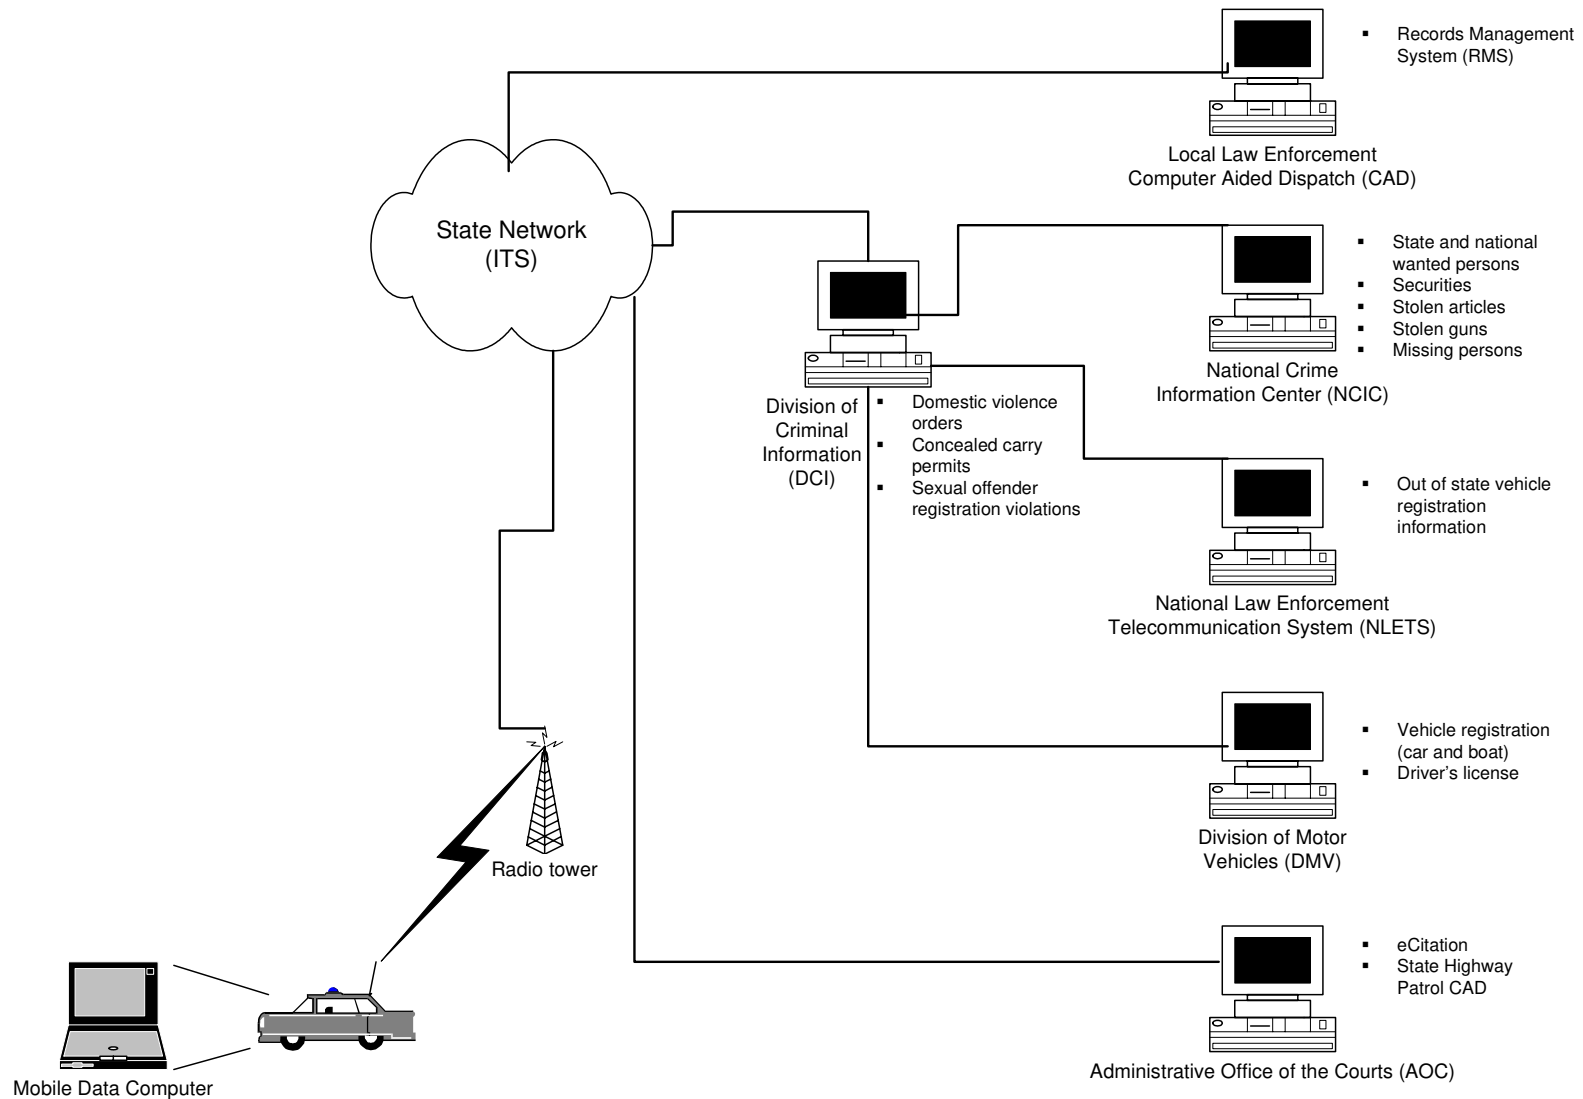 ▪ Records Management
System (RMS)
Local Law Enforcement
Computer Aided Dispatch (CAD)
State Network
(ITS)
▪ State and national
wanted persons
▪ Securities
▪ Stolen articles
▪ Stolen guns
▪ Missing persons
National Crime
Information Center (NCIC)
Division of
Criminal
Information
(DCI)
▪ Domestic violence
orders
▪ Concealed carry
permits
▪ Sexual offender
registration violations
▪ Out of state vehicle
registration
information
National Law Enforcement
Telecommunication System (NLETS)
▪ Vehicle registration
(car and boat)
▪ Driver’s license
Division of Motor
Vehicles (DMV)
Radio tower
▪ eCitation
▪ State Highway
Patrol CAD
Administrative Office of the Courts (AOC)
Mobile Data Computer